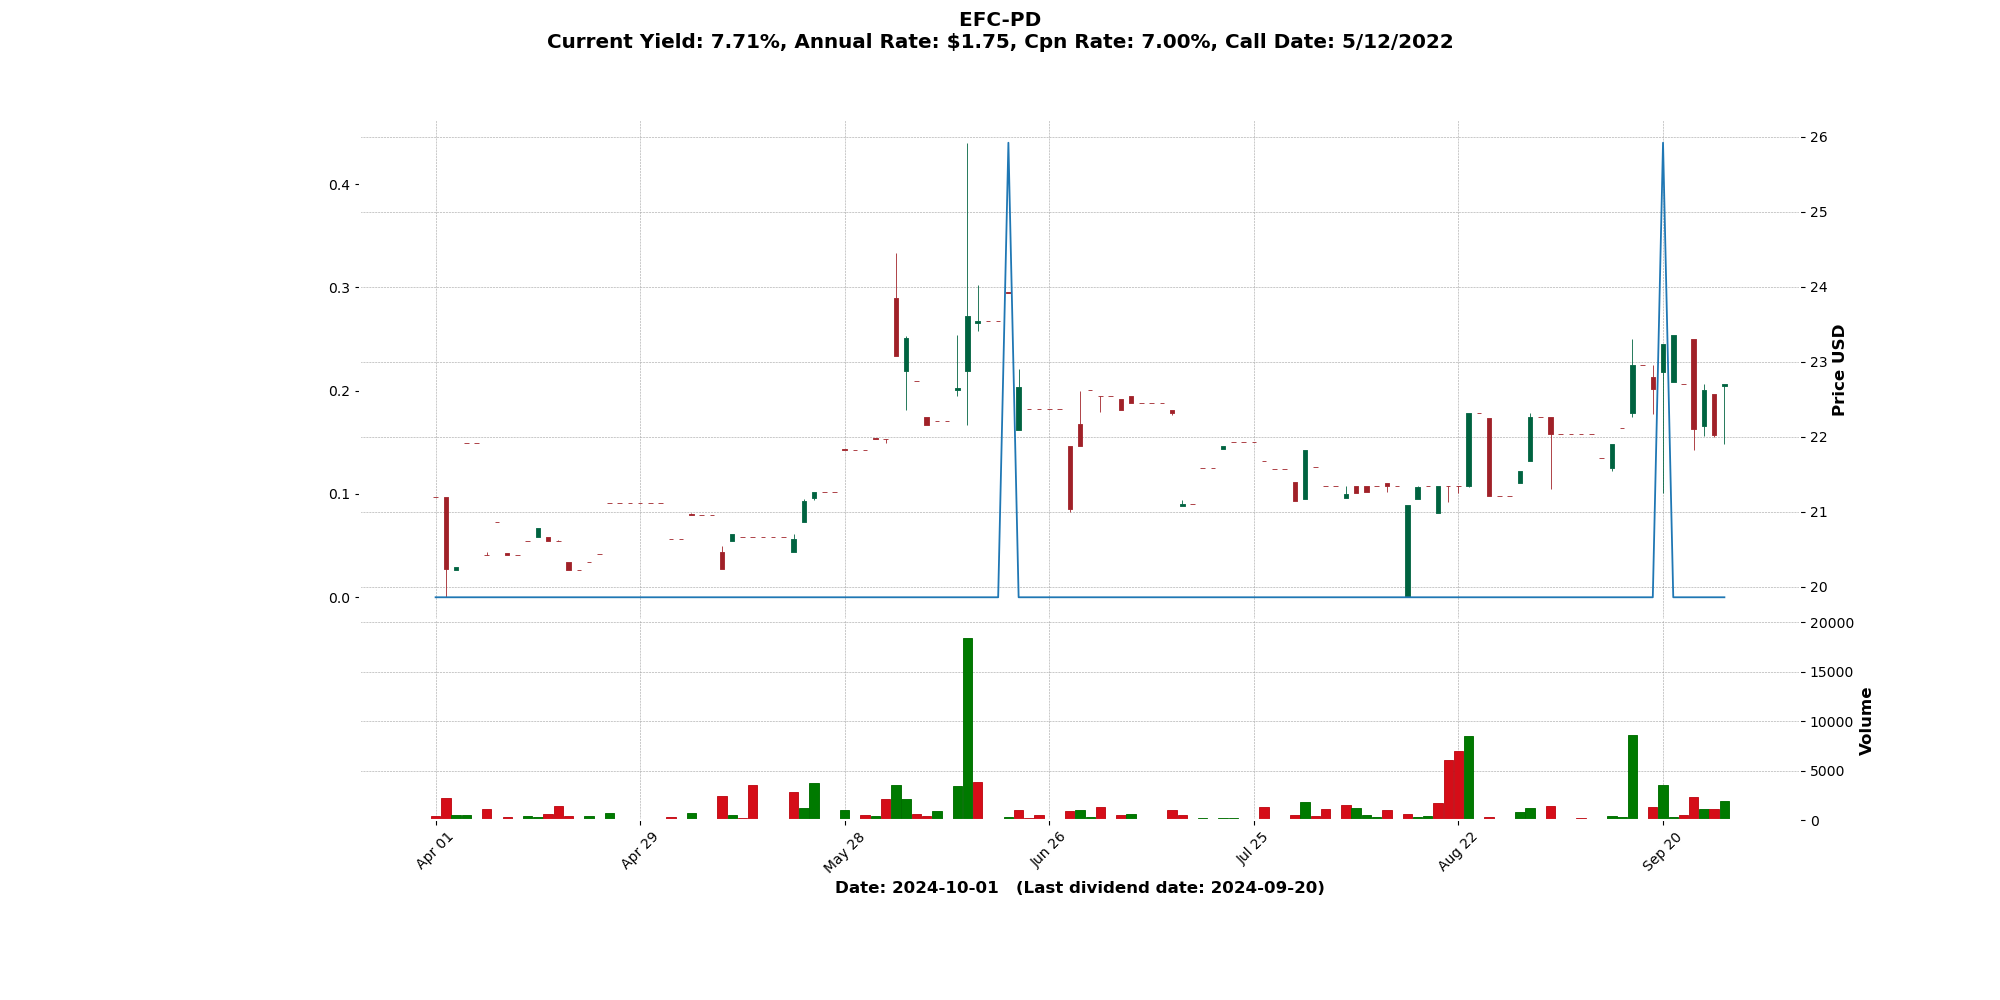 EFC-PD
Current Yield: 7.71%, Annual Rate: $1.75, Cpn Rate: 7.00%, Call Date: 5/12/2022
0.4
0.3
0.2
0.1
0.0
26
25
24
23
22
21
20
Price USD
20000
15000
10000
5000
0
Volume
Apr 01
Apr 29
May 28
Jun 26
Jul 25
Aug 22
Sep 20
Date: 2024-10-01   (Last dividend date: 2024-09-20)